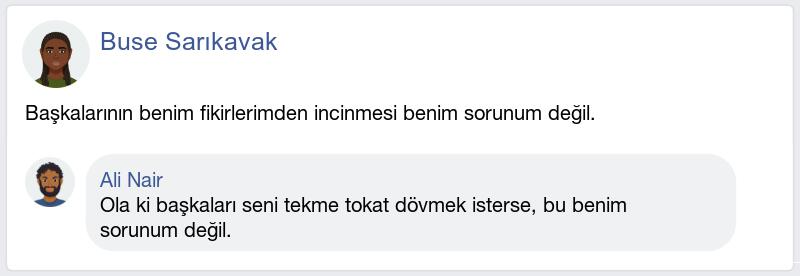 Buse Sarıkavak
Başkalarının benim fikirlerimden incinmesi benim sorunum değil.
Ali Nair
Ola ki başkaları seni tekme tokat dövmek isterse, bu benim
sorunum değil.